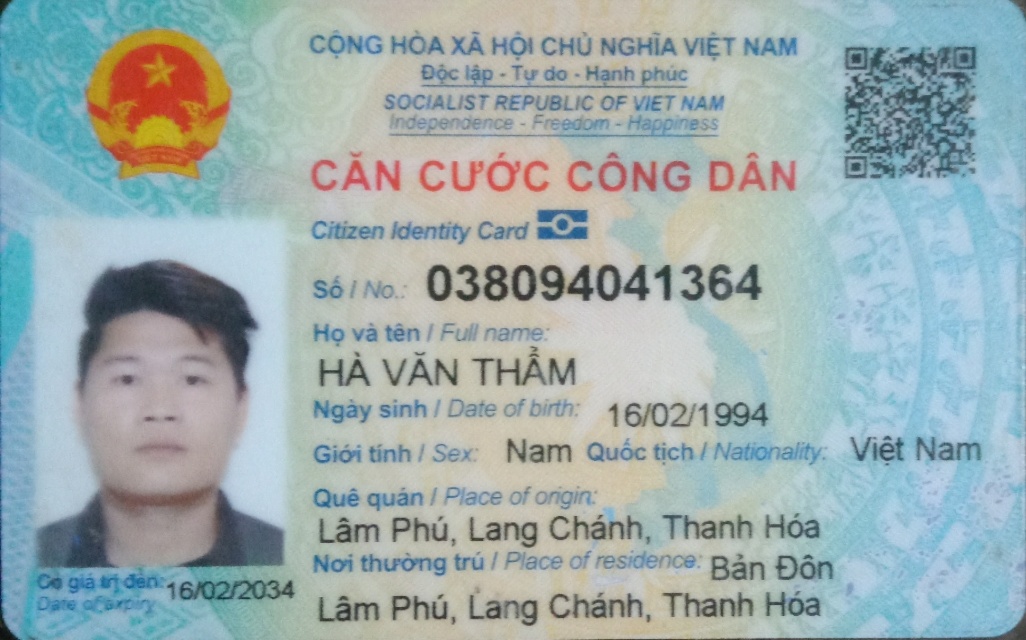 CỘNG HÒA XÃ HỘI CHỦ NGHĨA VIỆT NAM
Độc lập - Tự do - Hạnh phúc
SOCIALIST REPUBLIC OF VIET NAM
Independence - Freedom - Happiness
CĂN CƯỚC CÔNG DÂN
Citizen Identity Card
Số / No.: 038094041364
Họ và tên / Full name:
HÀ VĂN THẨM
Ngày sinh / Date of birth: 16/02/1994
Giới tính / Sex: Nam Quốc tịch / Nationality: Việt Nam
Quê quán / Place of origin:
Lâm Phú, Lang Chánh, Thanh Hóa
Nơi thường trú / Place of residence: Bản Đôn
Lâm Phú, Lang Chánh, Thanh Hóa
Có giá trị đến: 16/02/2034
Date of expiry